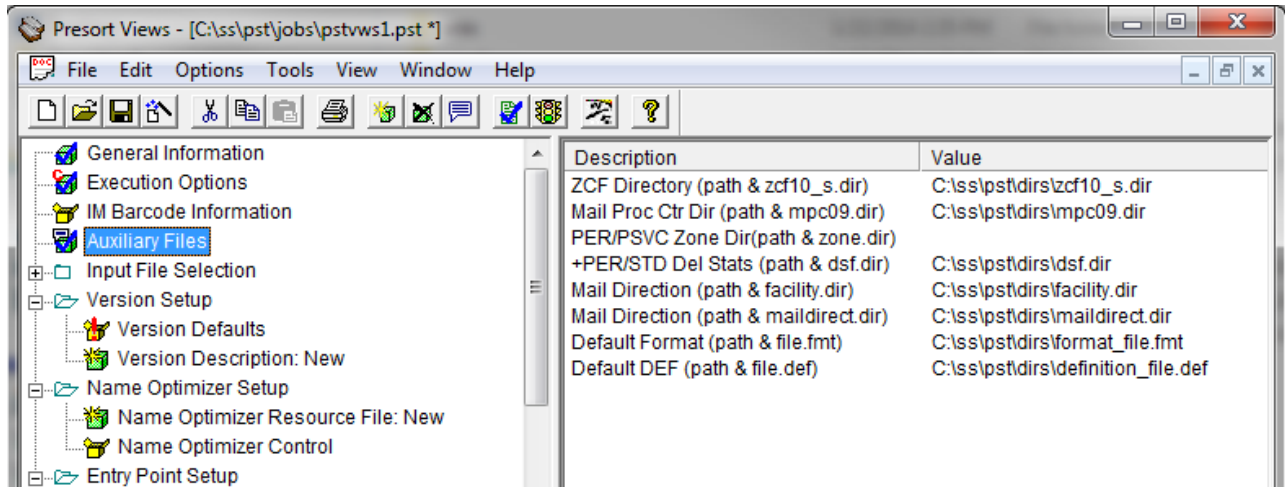 Presort Views - [C:\ss\pst\jobs\pstvws1.pst *]
File Edit Options Tools View Window Help
General Information
Execution Options
IM Barcode Information
Auxiliary Files
Input File Selection
Version Setup
Version Defaults
Version Description: New
Name Optimizer Setup
Name Optimizer Resource File: New
Name Optimizer Control
Entry Point Setup
Description Value
ZCF Directory (path & zcf10_s.dir) C:\ss\pst\dirs\zcf10_s.dir
Mail Proc Ctr Dir (path & mpc09.dir) C:\ss\pst\dirs\mpc09.dir
PER/PSVC Zone Dir(path & zone.dir)
+PER/STD Del Stats (path & dsf.dir) C:\ss\pst\dirs\dsf.dir
Mail Direction (path & facility.dir) C:\ss\pst\dirs\facility.dir
Mail Direction (path & maildirect.dir) C:\ss\pst\dirs\maildirect.dir
Default Format (path & file.fmt) C:\ss\pst\dirs\format_file.fmt
Default DEF (path & file.def) C:\ss\pst\dirs\definition_file.def